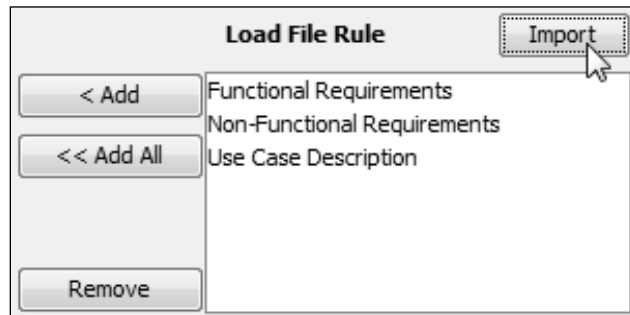 Load File Rule
Import
< Add
Functional Requirements
Non-Functional Requirements
<< Add All
Use Case Description
Remove